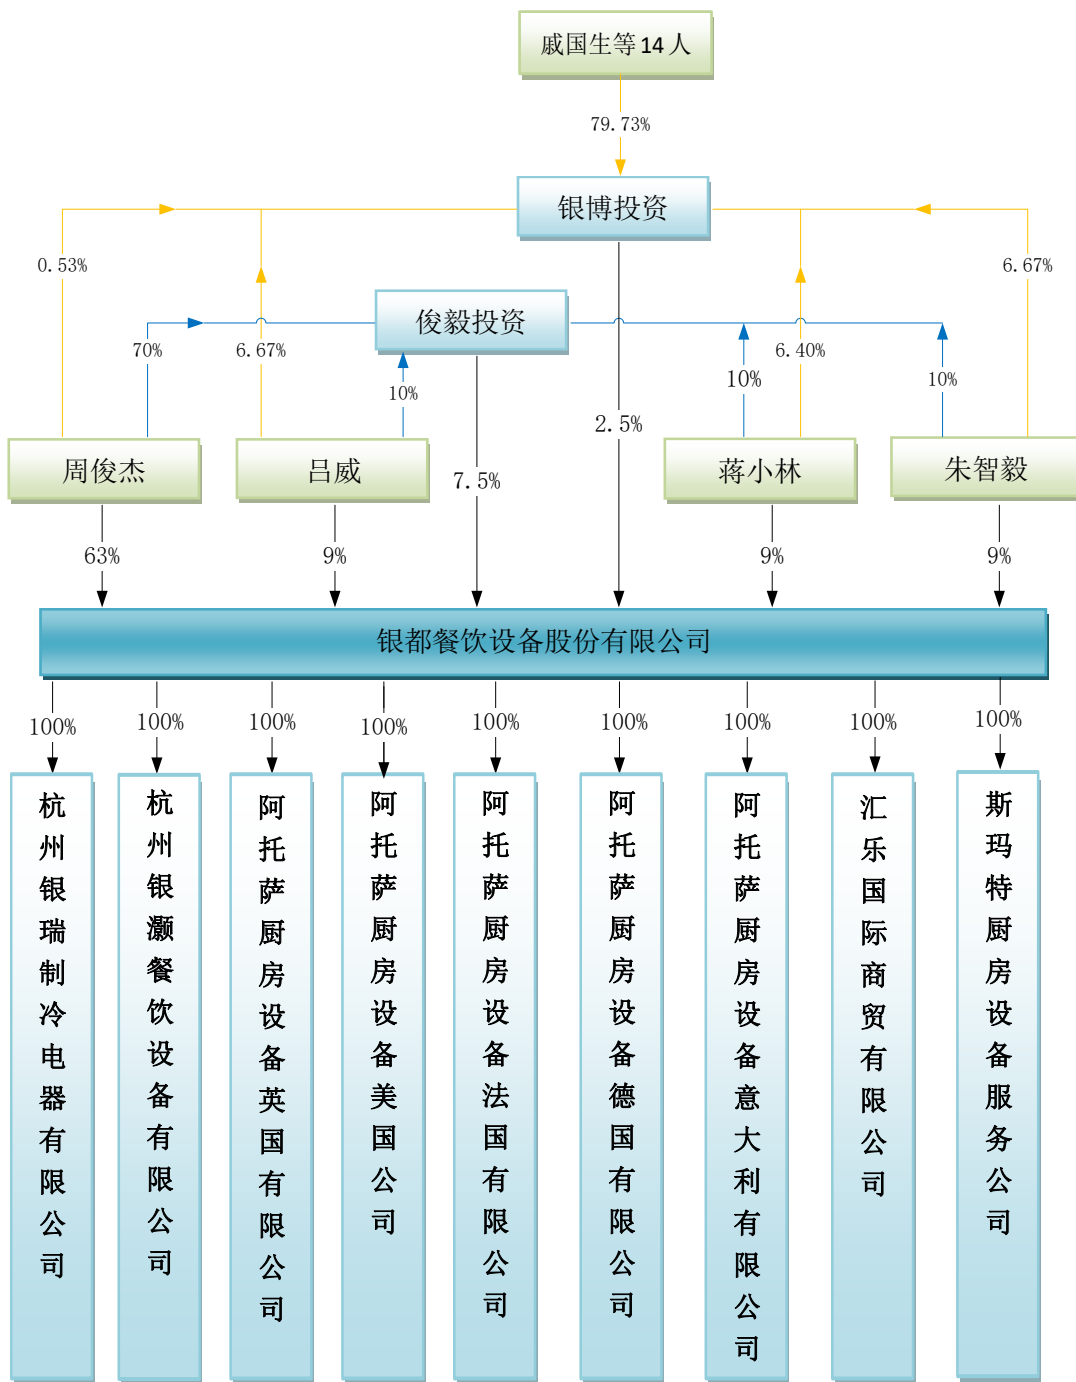 戚国生等14人
79.73%
银博投资
0.53%
6.67%
俊毅投资
70%
6.67%
10%
10%
6.40%
10%
2.5%
周俊杰
吕威
7.5%
蒋小林
朱智毅
63%
9%
9%
9%
银都餐饮设备股份有限公司
100%
100%
100%
100%
100%
100%
100%
100%
100%
杭州银瑞制冷电器有限公司
杭州银灏餐饮设备有限公司
阿托萨厨房设备英国有限公司
阿托萨厨房设备美国公司
阿托萨厨房设备法国有限公司
阿托萨厨房设备德国有限公司
阿托萨厨房设备意大利有限公司
汇乐国际商贸有限公司
斯玛特厨房设备服务公司